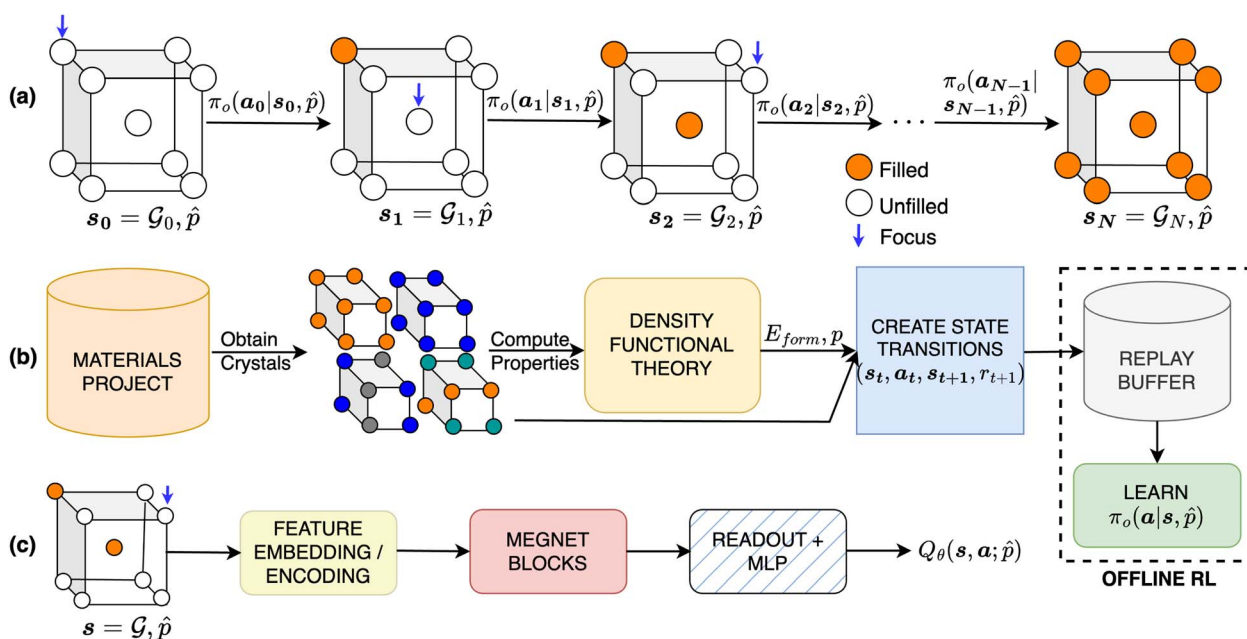 (a)
π_o(a_0|s_0, p̂)
π_o(a_1|s_1, p̂)
π_o(a_2|s_2, p̂)
...
π_o(a_{N−1}|
s_{N−1}, p̂)
s_0 = G_0, p̂
s_1 = G_1, p̂
s_2 = G_2, p̂
s_N = G_N, p̂
Filled
Unfilled
Focus
(b)
MATERIALS
PROJECT
Obtain
Crystals
Compute
Properties
DENSITY
FUNCTIONAL
THEORY
E_{form}, p
CREATE STATE
TRANSITIONS
(s_t, a_t, s_{t+1}, r_{t+1})
REPLAY
BUFFER
LEARN
π_o(a|s, p̂)
OFFLINE RL
(c)
s = G, p̂
FEATURE
EMBEDDING /
ENCODING
MEGNET
BLOCKS
READOUT +
MLP
Q_θ(s, a; p̂)